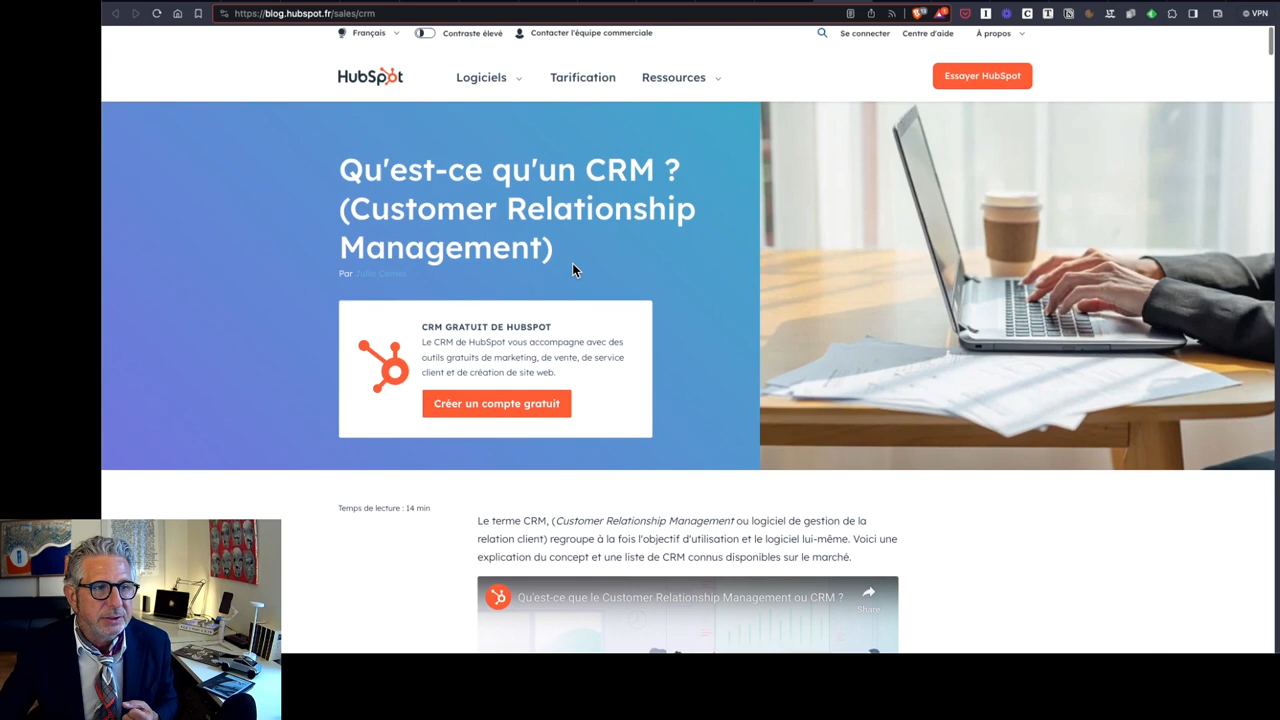 https://blog.hubspot.fr/sales/crm
VPN
Français
Contraste élevé
Contacter l'équipe commerciale
Se connecter
Centre d'aide
À propos
HubSpot
Logiciels
Tarification
Ressources
Essayer HubSpot
Qu'est-ce qu'un CRM ?
(Customer Relationship
Management)
Par Julie Comes
CRM GRATUIT DE HUBSPOT
Le CRM de HubSpot vous accompagne avec des
outils gratuits de marketing, de vente, de service
client et de création de site web.
Créer un compte gratuit
Temps de lecture : 14 min
Le terme CRM, (Customer Relationship Management ou logiciel de gestion de la
relation client) regroupe à la fois l'objectif d'utilisation et le logiciel lui-même. Voici une
explication du concept et une liste de CRM connus disponibles sur le marché.
Qu'est-ce que le Customer Relationship Management ou CRM ?
Share